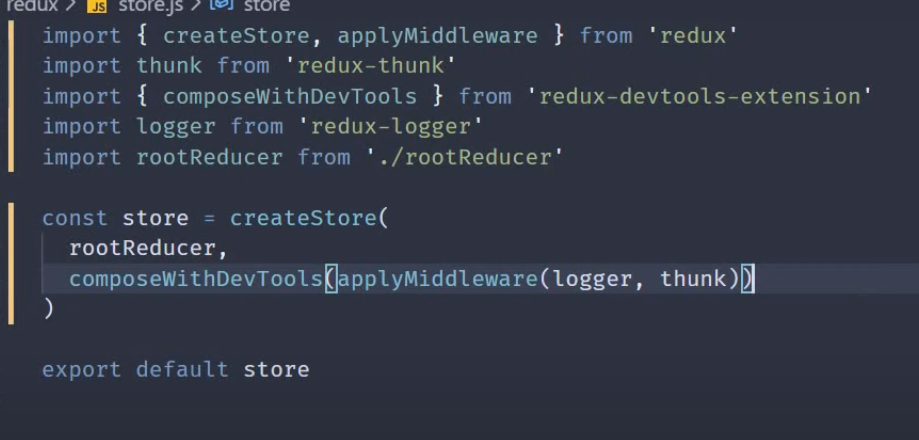 redux > JS store.js > store
import { createStore, applyMiddleware } from 'redux'
import thunk from 'redux-thunk'
import { composeWithDevTools } from 'redux-devtools-extension'
import logger from 'redux-logger'
import rootReducer from './rootReducer'
const store = createStore(
rootReducer,
composeWithDevTools(applyMiddleware(logger, thunk))
)
export default store